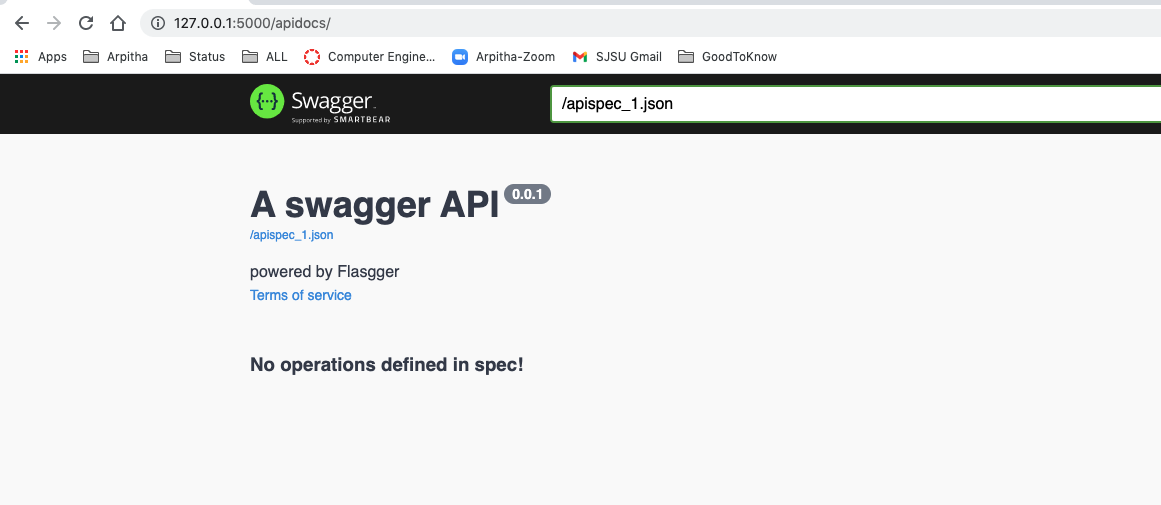 127.0.0.1:5000/apidocs/
Apps Arpitha Status ALL Computer Engine... Arpitha-Zoom SJSU Gmail GoodToKnow
{··} Swagger. /apispec_1.json
Supported by SMARTBEAR
A swagger API 0.0.1
/apispec_1.json
powered by Flasgger
Terms of service
No operations defined in spec!